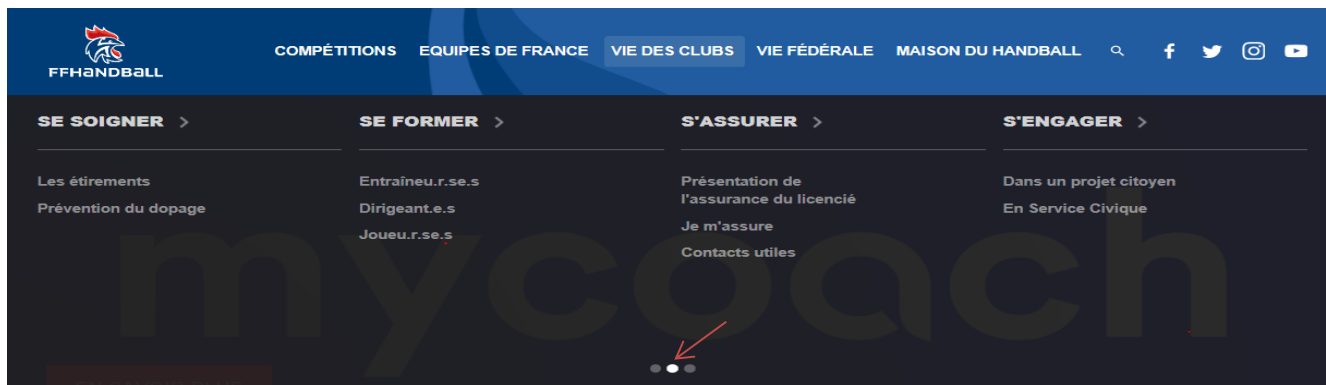 FFHANDBALL
COMPÉTITIONS EQUIPES DE FRANCE VIE DES CLUBS VIE FÉDÉRALE MAISON DU HANDBALL
SE SOIGNER >
Les étirements
Prévention du dopage
SE FORMER >
Entraîneu.r.se.s
Dirigeant.e.s
Joueu.r.se.s
S'ASSURER >
Présentation de
l'assurance du licencié
Je m'assure
Contacts utiles
S'ENGAGER >
Dans un projet citoyen
En Service Civique
mycoach